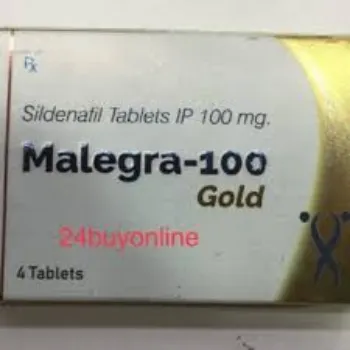 Rx
Sildenafil Tablets IP 100 mg.
Malegra-100
Gold
24buyonline
4 Tablets